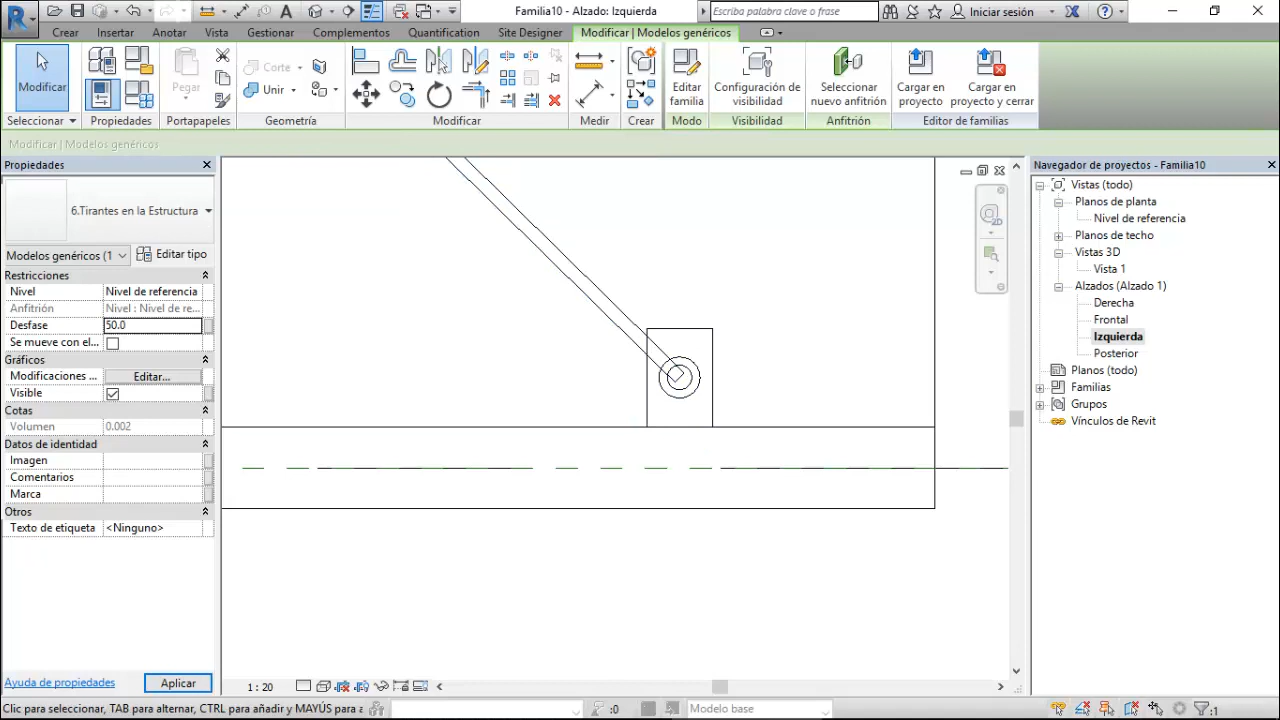 Familia10 - Alzado: Izquierda
Escriba palabra clave o frase
Iniciar sesión
Crear Insertar Anotar Vista Gestionar Complementos Quantification Site Designer Modificar | Modelos genéricos
Modificar
Pegar
Corte
Unir
Editar familia
Configuración de visibilidad
Seleccionar nuevo anfitrión
Cargar en proyecto
Cargar en proyecto y cerrar
Seleccionar Propiedades Portapapeles Geometría Modificar Medir Crear Modo Visibilidad Anfitrión Editor de familias
Modificar | Modelos genéricos
Propiedades
6.Tirantes en la Estructura
Modelos genéricos (1 Editar tipo
Restricciones
Nivel Nivel de referencia
Anfitrión Nivel : Nivel de re...
Desfase 50.0
Se mueve con el...
Gráficos
Modificaciones ... Editar...
Visible
Cotas
Volumen 0.002
Datos de identidad
Imagen
Comentarios
Marca
Otros
Texto de etiqueta <Ninguno>
Ayuda de propiedades Aplicar
2D
Navegador de proyectos - Familia10
Vistas (todo)
Planos de planta
Nivel de referencia
Planos de techo
Vistas 3D
Vista 1
Alzados (Alzado 1)
Derecha
Frontal
Izquierda
Posterior
Planos (todo)
Familias
Grupos
Vínculos de Revit
1 : 20
Clic para seleccionar, TAB para alternar, CTRL para añadir y MAYÚS para a :0 Modelo base :1